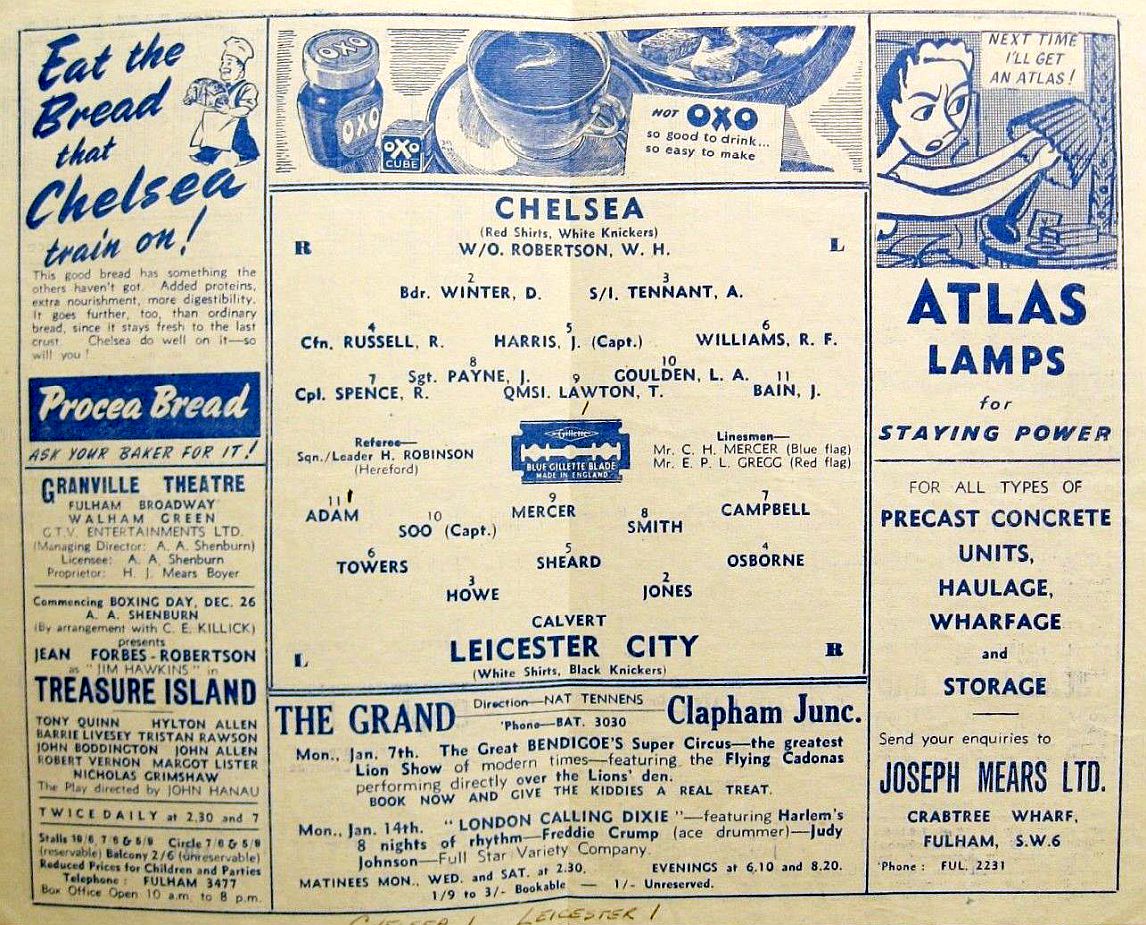 Eat the
Bread
that
Chelsea
train on!
This good bread has something the
others haven't got. Added proteins,
extra nourishment, more digestibility.
It goes further, too, than ordinary
bread, since it stays fresh to the last
crust. Chelsea do well on it—so
will you!
Procea Bread
ASK YOUR BAKER FOR IT!
GRANVILLE THEATRE
FULHAM BROADWAY
WALHAM GREEN
G.T.V. ENTERTAINMENTS LTD.
(Managing Director: A. A. Shenburn)
Licensee: A. A. Shenburn
Proprietor: H. J. Mears Boyer
Commencing BOXING DAY, DEC. 26
A. A. SHENBURN
(By arrangement with C. E. KILLICK)
presents
JEAN FORBES-ROBERTSON
as "JIM HAWKINS" in
TREASURE ISLAND
TONY QUINN HYLTON ALLEN
BARRIE LIVESEY TRISTAN RAWSON
JOHN BODDINGTON JOHN ALLEN
ROBERT VERNON MARGOT LISTER
NICHOLAS GRIMSHAW
The Play directed by JOHN HANAU
TWICE DAILY at 2.30 and 7
Stalls 10/6, 7/6 & 5/9 Circle 7/6 & 5/9
(reservable) Balcony 2/6 (unreservable)
Reduced Prices for Children and Parties
Telephone: FULHAM 3477
Box Office Open 10 a.m. to 8 p.m.
OXO
OXO
OXO
CUBE
HOT OXO
so good to drink...
so easy to make
CHELSEA
(Red Shirts, White Knickers)
R W/O. ROBERTSON, W. H. L
2 3
Bdr. WINTER, D. S/I. TENNANT, A.
4 5 6
Cfn. RUSSELL, R. HARRIS, J. (Capt.) WILLIAMS, R. F.
8 10
Sgt. PAYNE, J. GOULDEN, L. A.
7 9 11
Cpl. SPENCE, R. QMSI. LAWTON, T. BAIN, J.
Referee—
Sqn./Leader H. ROBINSON
(Hereford)
Gillette
BLUE GILLETTE BLADE
MADE IN ENGLAND
Linesmen—
Mr. C. H. MERCER (Blue flag)
Mr. E. P. L. GREGG (Red flag)
11 9 7
ADAM MERCER CAMPBELL
10 8
SOO (Capt.) SMITH
6 5 4
TOWERS SHEARD OSBORNE
3 2
HOWE JONES
CALVERT
L LEICESTER CITY R
(White Shirts, Black Knickers)
THE GRAND Direction—NAT TENNENS Clapham Junc.
'Phone—BAT. 3030
Mon., Jan. 7th. The Great BENDIGOE'S Super Circus—the greatest
Lion Show of modern times—featuring the Flying Cadonas
performing directly over the Lions' den.
BOOK NOW AND GIVE THE KIDDIES A REAL TREAT.
Mon., Jan. 14th. "LONDON CALLING DIXIE"—featuring Harlem's
8 nights of rhythm—Freddie Crump (ace drummer)—Judy
Johnson—Full Star Variety Company.
MATINEES MON., WED. and SAT. at 2.30. EVENINGS at 6.10 and 8.20.
1/9 to 3/- Bookable — 1/- Unreserved.
CHELSEA 1 LEICESTER 1
NEXT TIME
I'LL GET
AN ATLAS!
ATLAS
LAMPS
for
STAYING POWER
FOR ALL TYPES OF
PRECAST CONCRETE
UNITS,
HAULAGE,
WHARFAGE
and
STORAGE
Send your enquiries to
JOSEPH MEARS LTD.
CRABTREE WHARF,
FULHAM, S.W.6
'Phone: FUL. 2231